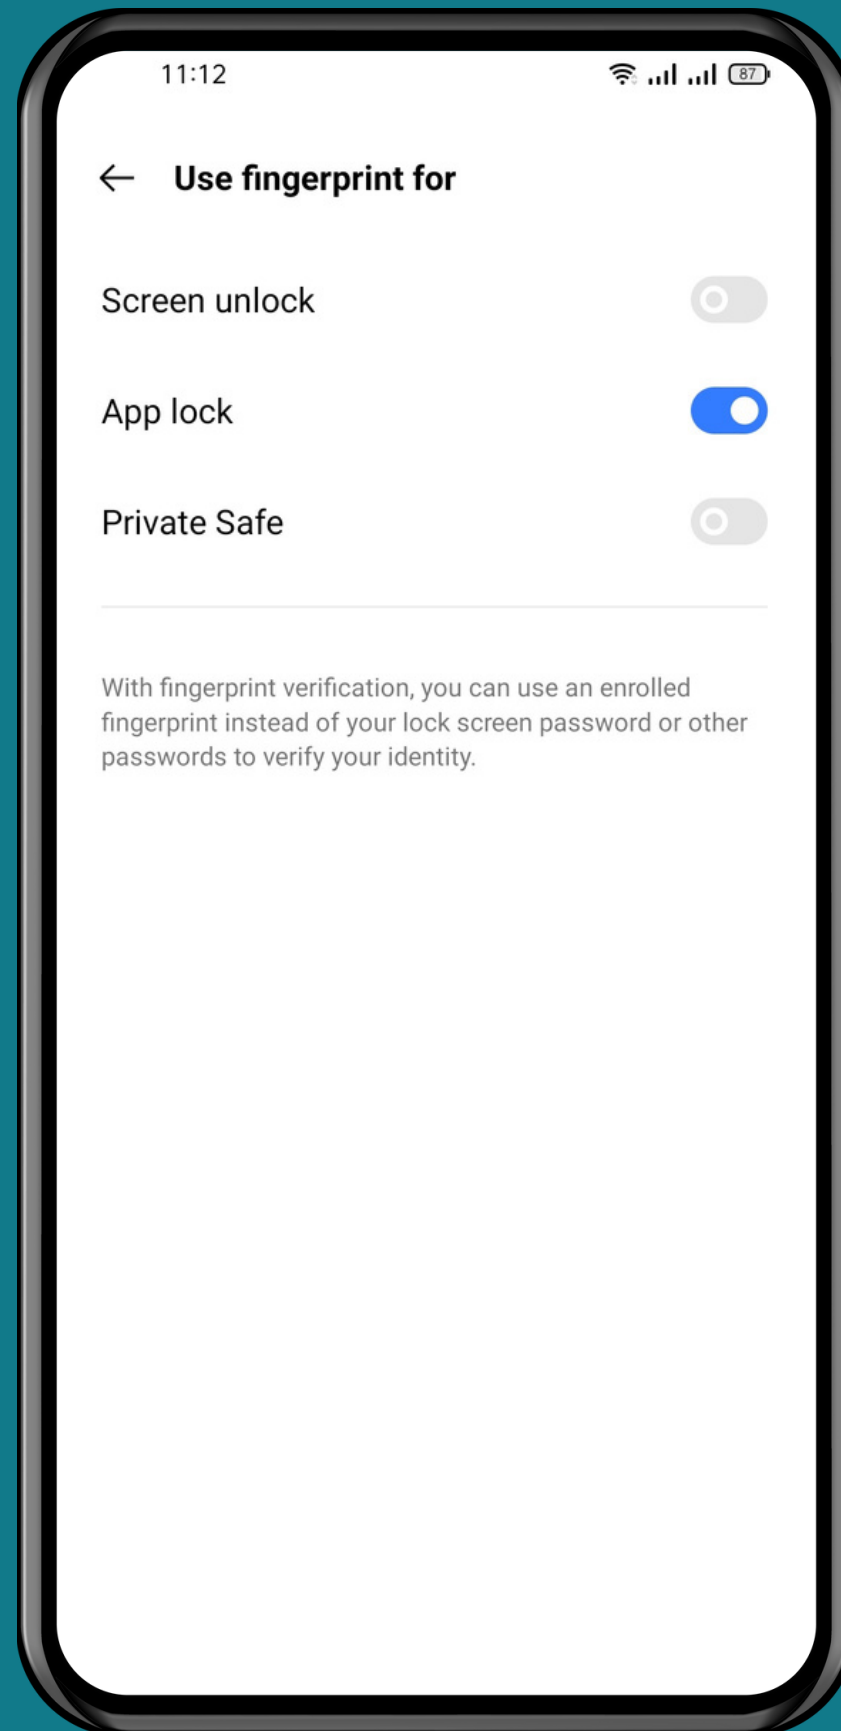 11:12 87
Use fingerprint for
Screen unlock
App lock
Private Safe
With fingerprint verification, you can use an enrolled
fingerprint instead of your lock screen password or other
passwords to verify your identity.